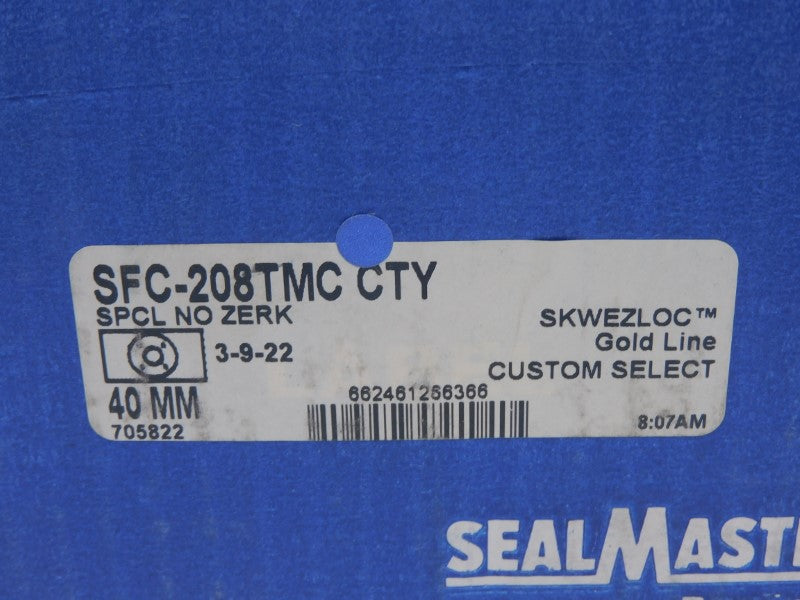 SFC-208TMC CTY
SPCL NO ZERK
3-9-22
40 MM
705822
662461256366
SKWEZLOC™
Gold Line
CUSTOM SELECT
8:07AM
SEALMAST